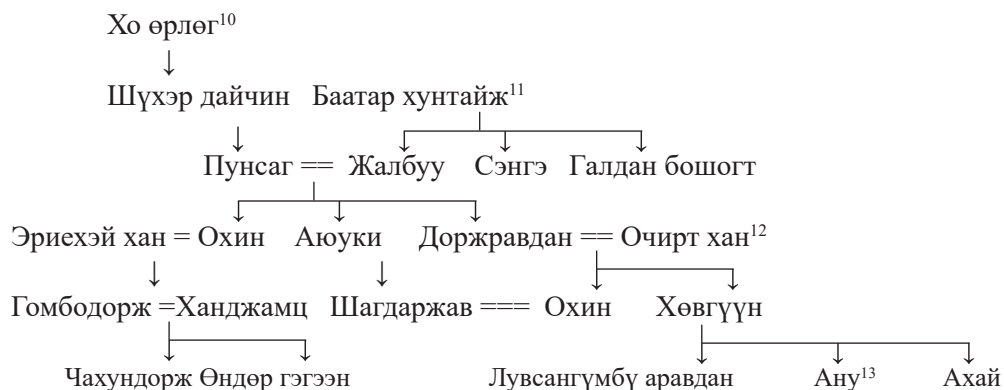 Хо өрлөг10
Шүхэр дайчин Баатар хунтайж11
Пунсаг == Жалбуу Сэнгэ Галдан бошогт
Эриехэй хан = Охин Аюуки Доржравдан == Очирт хан12
Гомбодорж =Ханджамц Шагдаржав === Охин Хөвгүүн
Чахундорж Өндөр гэгээн Лувсангүмбү аравдан Ану13 Ахай